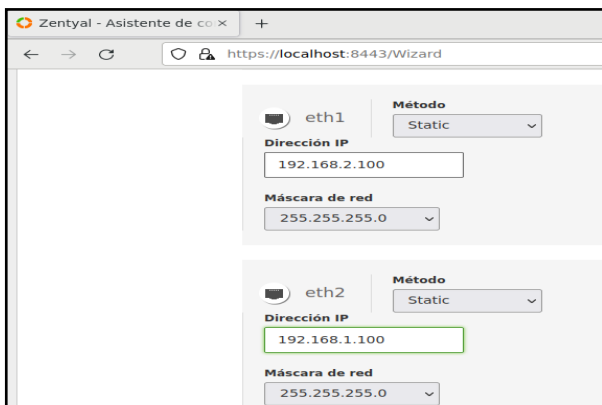 Zentyal - Asistente de co
https://localhost:8443/Wizard
eth1
Método
Static
Dirección IP
192.168.2.100
Máscara de red
255.255.255.0
eth2
Método
Static
Dirección IP
192.168.1.100
Máscara de red
255.255.255.0